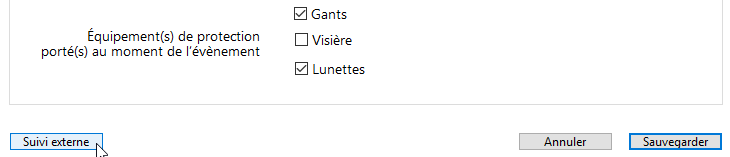 Gants
Équipement(s) de protection
porté(s) au moment de l'évènement
Visière
Lunettes
Suivi externe
Annuler
Sauvegarder